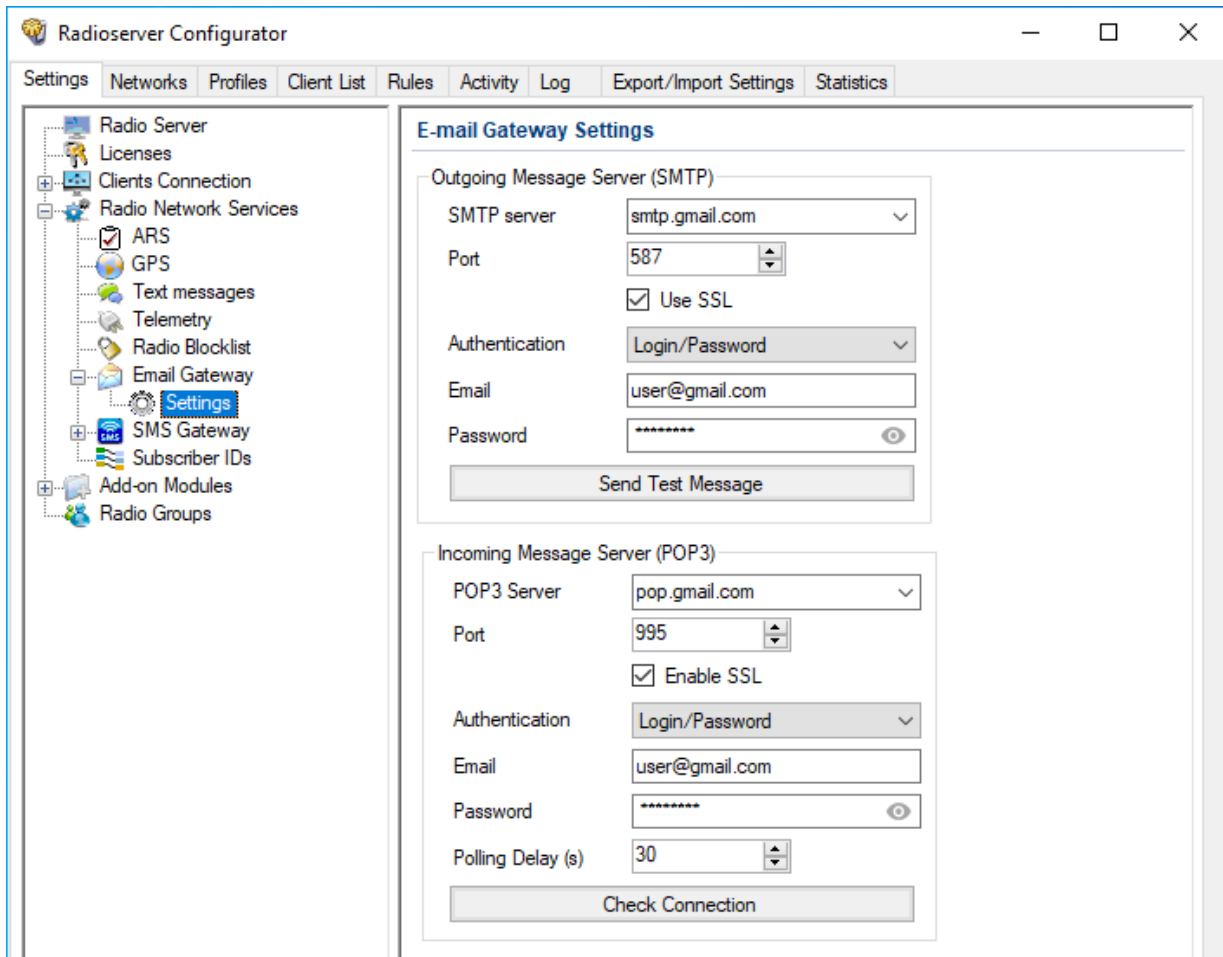 Radioserver Configurator
Settings Networks Profiles Client List Rules Activity Log Export/Import Settings Statistics
Radio Server
Licenses
Clients Connection
Radio Network Services
ARS
GPS
Text messages
Telemetry
Radio Blocklist
Email Gateway
Settings
SMS Gateway
Subscriber IDs
Add-on Modules
Radio Groups
E-mail Gateway Settings
Outgoing Message Server (SMTP)
SMTP server smtp.gmail.com
Port 587
Use SSL
Authentication Login/Password
Email user@gmail.com
Password ********
Send Test Message
Incoming Message Server (POP3)
POP3 Server pop.gmail.com
Port 995
Enable SSL
Authentication Login/Password
Email user@gmail.com
Password ********
Polling Delay (s) 30
Check Connection